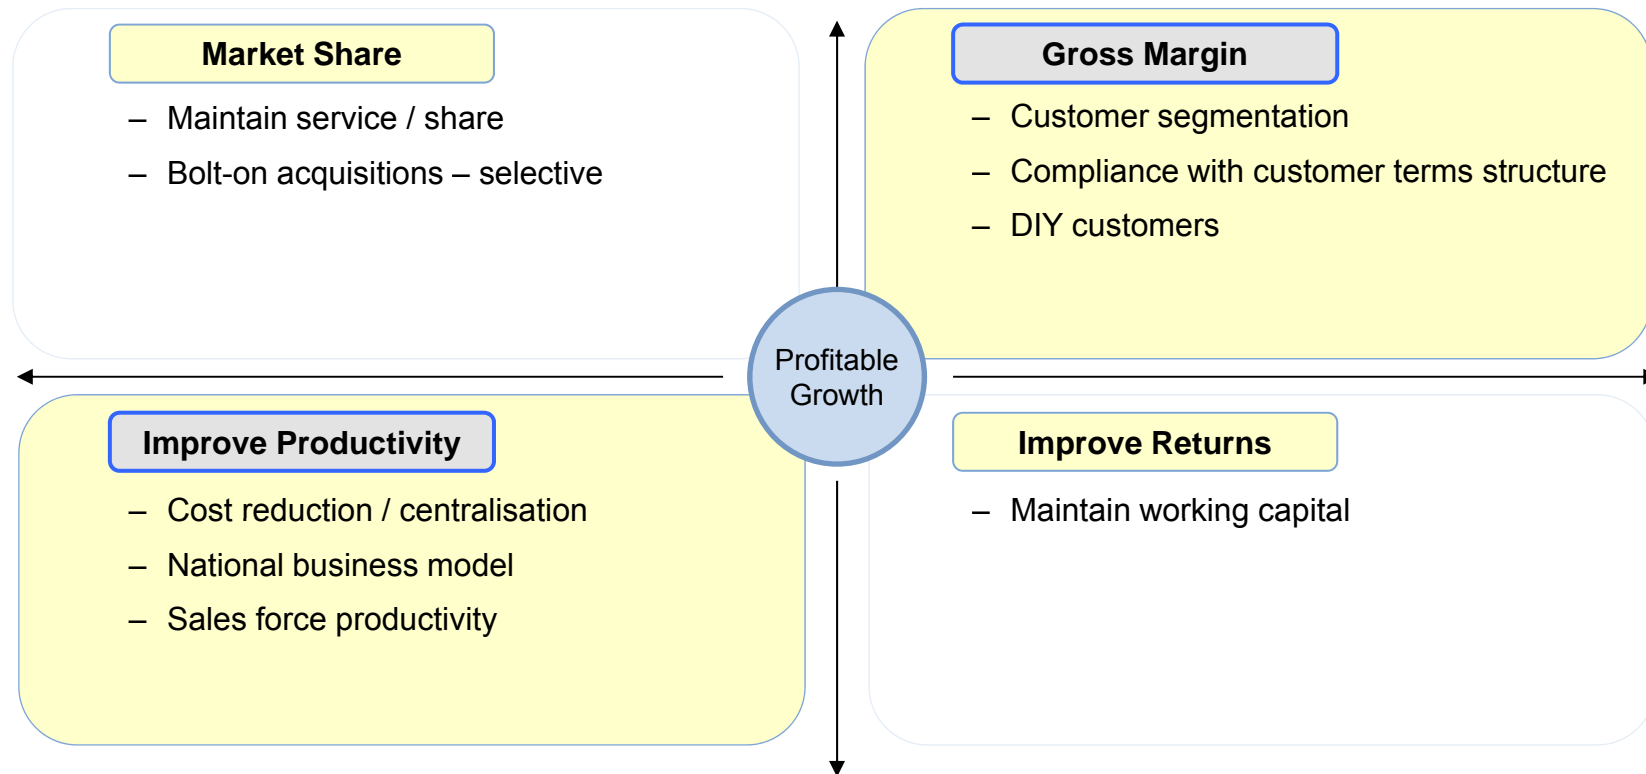 Market Share
– Maintain service / share
– Bolt-on acquisitions – selective
Gross Margin
– Customer segmentation
– Compliance with customer terms structure
– DIY customers
Profitable
Growth
Improve Productivity
– Cost reduction / centralisation
– National business model
– Sales force productivity
Improve Returns
– Maintain working capital